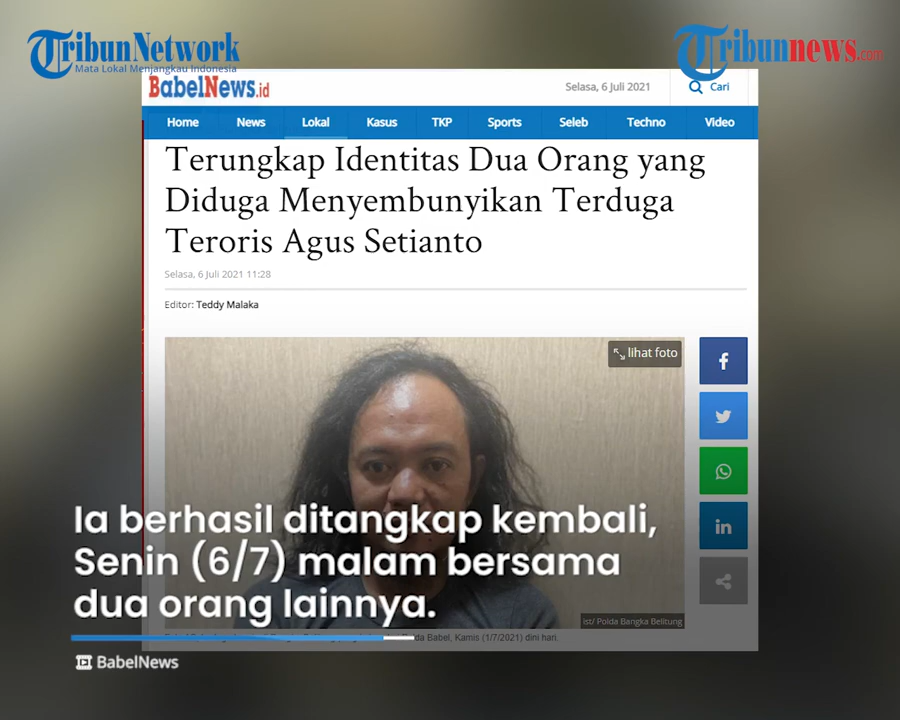 TribunNetwork
Mata Lokal Menjangkau Indonesia
Tribunnews.com
BabelNews.id
Selasa, 6 Juli 2021
Cari
Home News Lokal Kasus TKP Sports Seleb Techno Video
Terungkap Identitas Dua Orang yang
Diduga Menyembunyikan Terduga
Teroris Agus Setianto
Selasa, 6 Juli 2021 11:28
Editor: Teddy Malaka
lihat foto
Ia berhasil ditangkap kembali,
Senin (6/7) malam bersama
dua orang lainnya.
Ist/ Polda Bangka Belitung
Babel, Kamis (1/7/2021) dini hari.
BabelNews